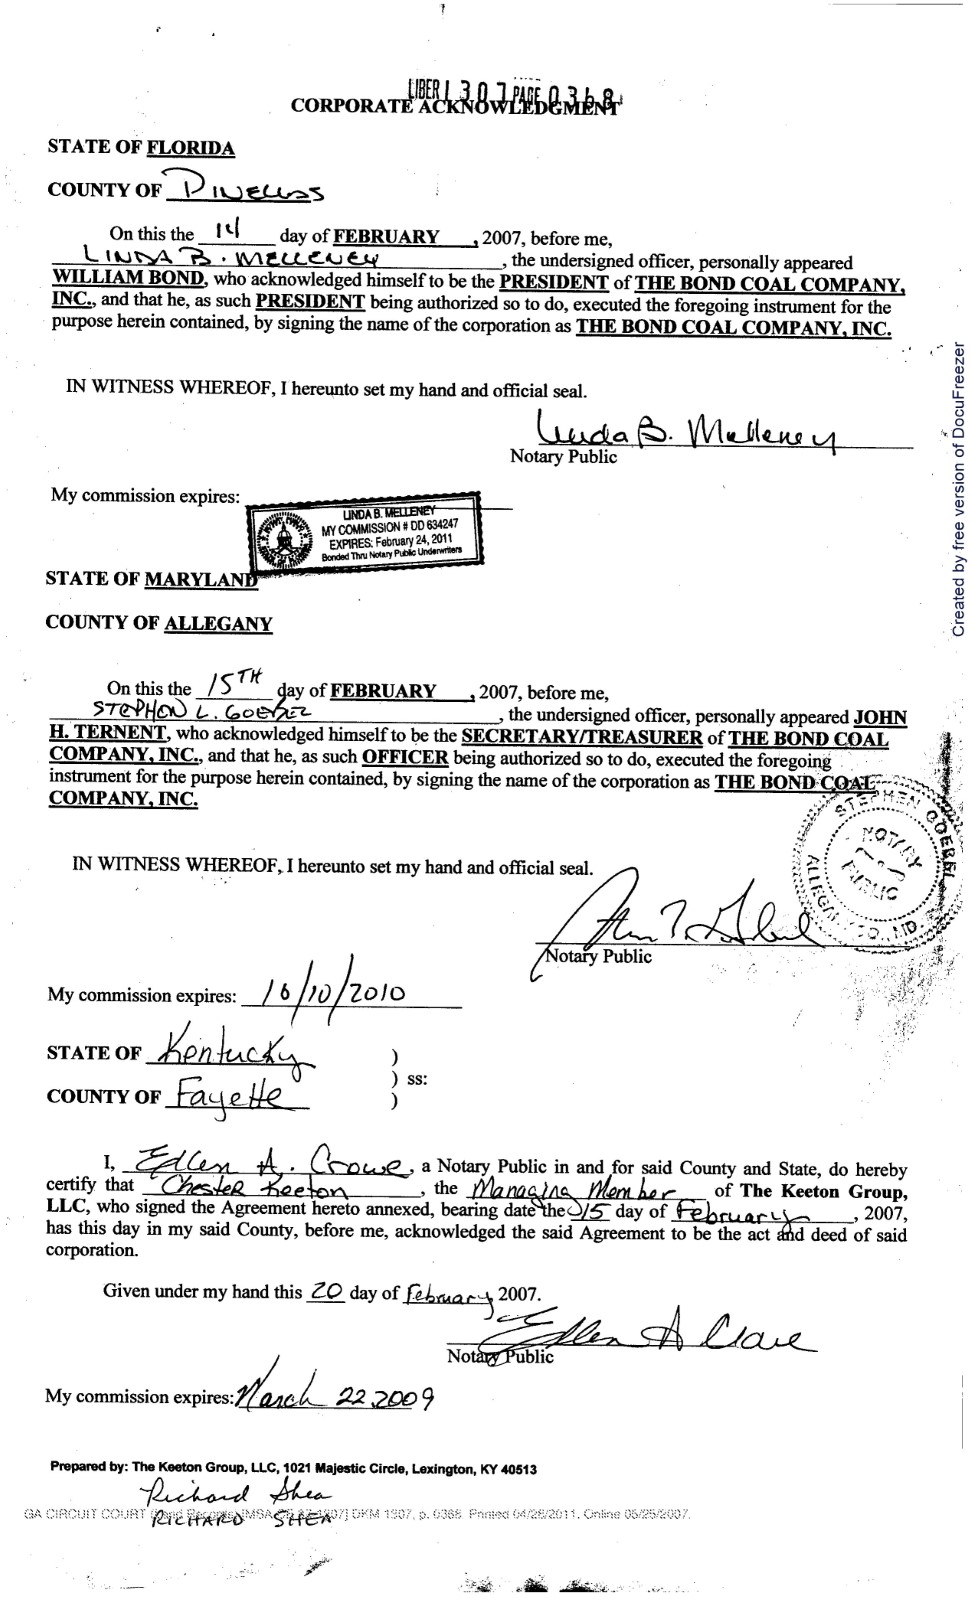 LIBER 1307 PAGE 0368
CORPORATE ACKNOWLEDGMENT
STATE OF FLORIDA
COUNTY OF PINELLAS
On this the 14 day of FEBRUARY, 2007, before me,
LINDA B. MELLENEY, the undersigned officer, personally appeared
WILLIAM BOND, who acknowledged himself to be the PRESIDENT of THE BOND COAL COMPANY,
INC., and that he, as such PRESIDENT being authorized so to do, executed the foregoing instrument for the
purpose herein contained, by signing the name of the corporation as THE BOND COAL COMPANY, INC.
IN WITNESS WHEREOF, I hereunto set my hand and official seal.
Linda B. Melleney
Notary Public
My commission expires:
LINDA B. MELLENEY
MY COMMISSION # DD 634247
EXPIRES: February 24, 2011
Bonded Thru Notary Public Underwriters
STATE OF MARYLAND
COUNTY OF ALLEGANY
On this the 15TH day of FEBRUARY, 2007, before me,
STEPHEN L. GOEBEL, the undersigned officer, personally appeared JOHN
H. TERNENT, who acknowledged himself to be the SECRETARY/TREASURER of THE BOND COAL
COMPANY, INC., and that he, as such OFFICER being authorized so to do, executed the foregoing
instrument for the purpose herein contained, by signing the name of the corporation as THE BOND COAL
COMPANY, INC.
STEPHEN GOEBEL
NOTARY
PUBLIC
ALLEGANY CO., MD.
IN WITNESS WHEREOF, I hereunto set my hand and official seal.
Notary Public
My commission expires: 10/10/2010
STATE OF Kentucky )
) ss:
COUNTY OF Fayette )
I, Edlen A. Crowe, a Notary Public in and for said County and State, do hereby
certify that Chester Keeton, the Managing Member of The Keeton Group,
LLC, who signed the Agreement hereto annexed, bearing date the 15 day of February, 2007,
has this day in my said County, before me, acknowledged the said Agreement to be the act and deed of said
corporation.
Given under my hand this 20 day of February 2007.
Edlen A Crowe
Notary Public
My commission expires: March 22, 2009
Prepared by: The Keeton Group, LLC, 1021 Majestic Circle, Lexington, KY 40513
Richard Shea
RICHARD SHEA
GA CIRCUIT COURT DKM 1307, p. 0368. Printed 04/26/2011. Online 05/25/2007.
Created by free version of DocuFreezer